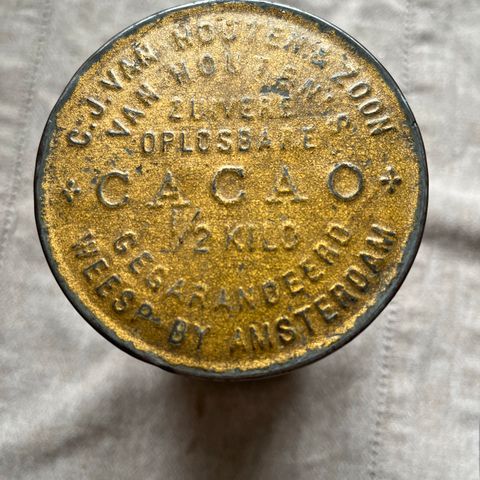 C. J. VAN HOUTEN & ZOON
VAN HOUTEN'S
ZUIVERE
OPLOSBARE
CACAO
1/2 KILO
GEGARANDEERD
WEESP BY AMSTERDAM